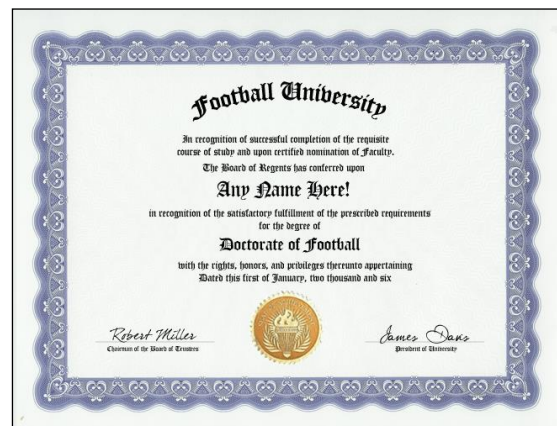 Football University
In recognition of successful completion of the requisite
course of study and upon certified nomination of Faculty.
The Board of Regents has conferred upon
Any Name Here!
in recognition of the satisfactory fulfillment of the prescribed requirements
for the degree of
Doctorate of Football
with the rights, honors, and privileges thereunto appertaining
Dated this first of January, two thousand and six
Robert Miller
Chairman of the Board of Trustees
James Davis
President of University